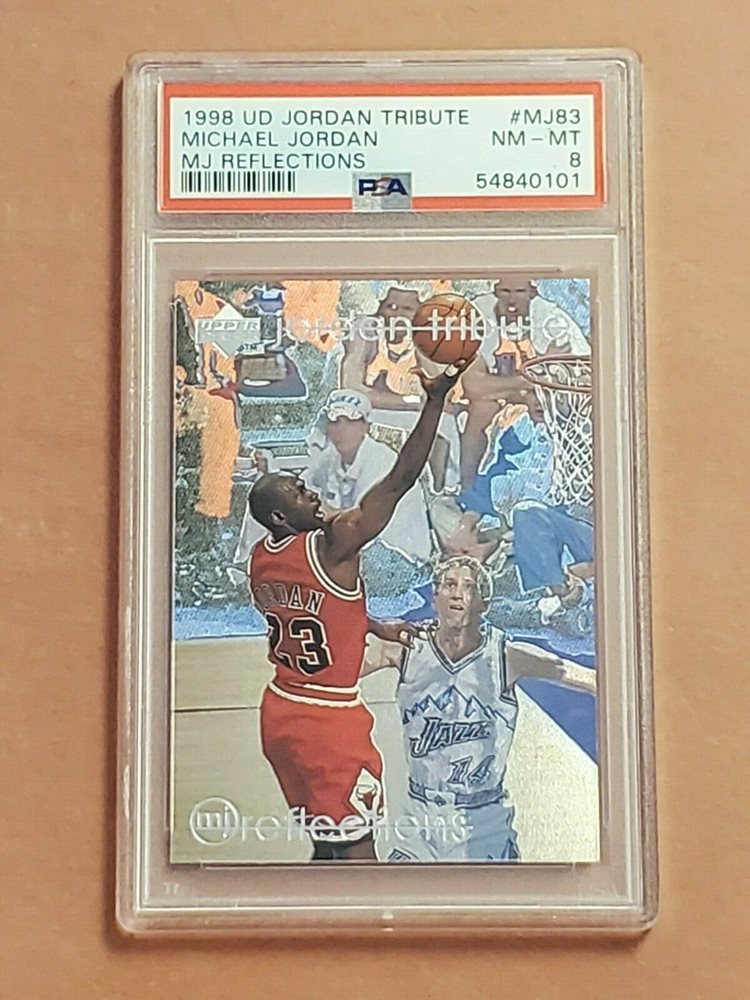 1998 UD JORDAN TRIBUTE #MJ83
MICHAEL JORDAN NM-MT
MJ REFLECTIONS 8
PSA 54840101
UPPER
jordan tribute
JORDAN
23
JAZZ
14
mj reflections